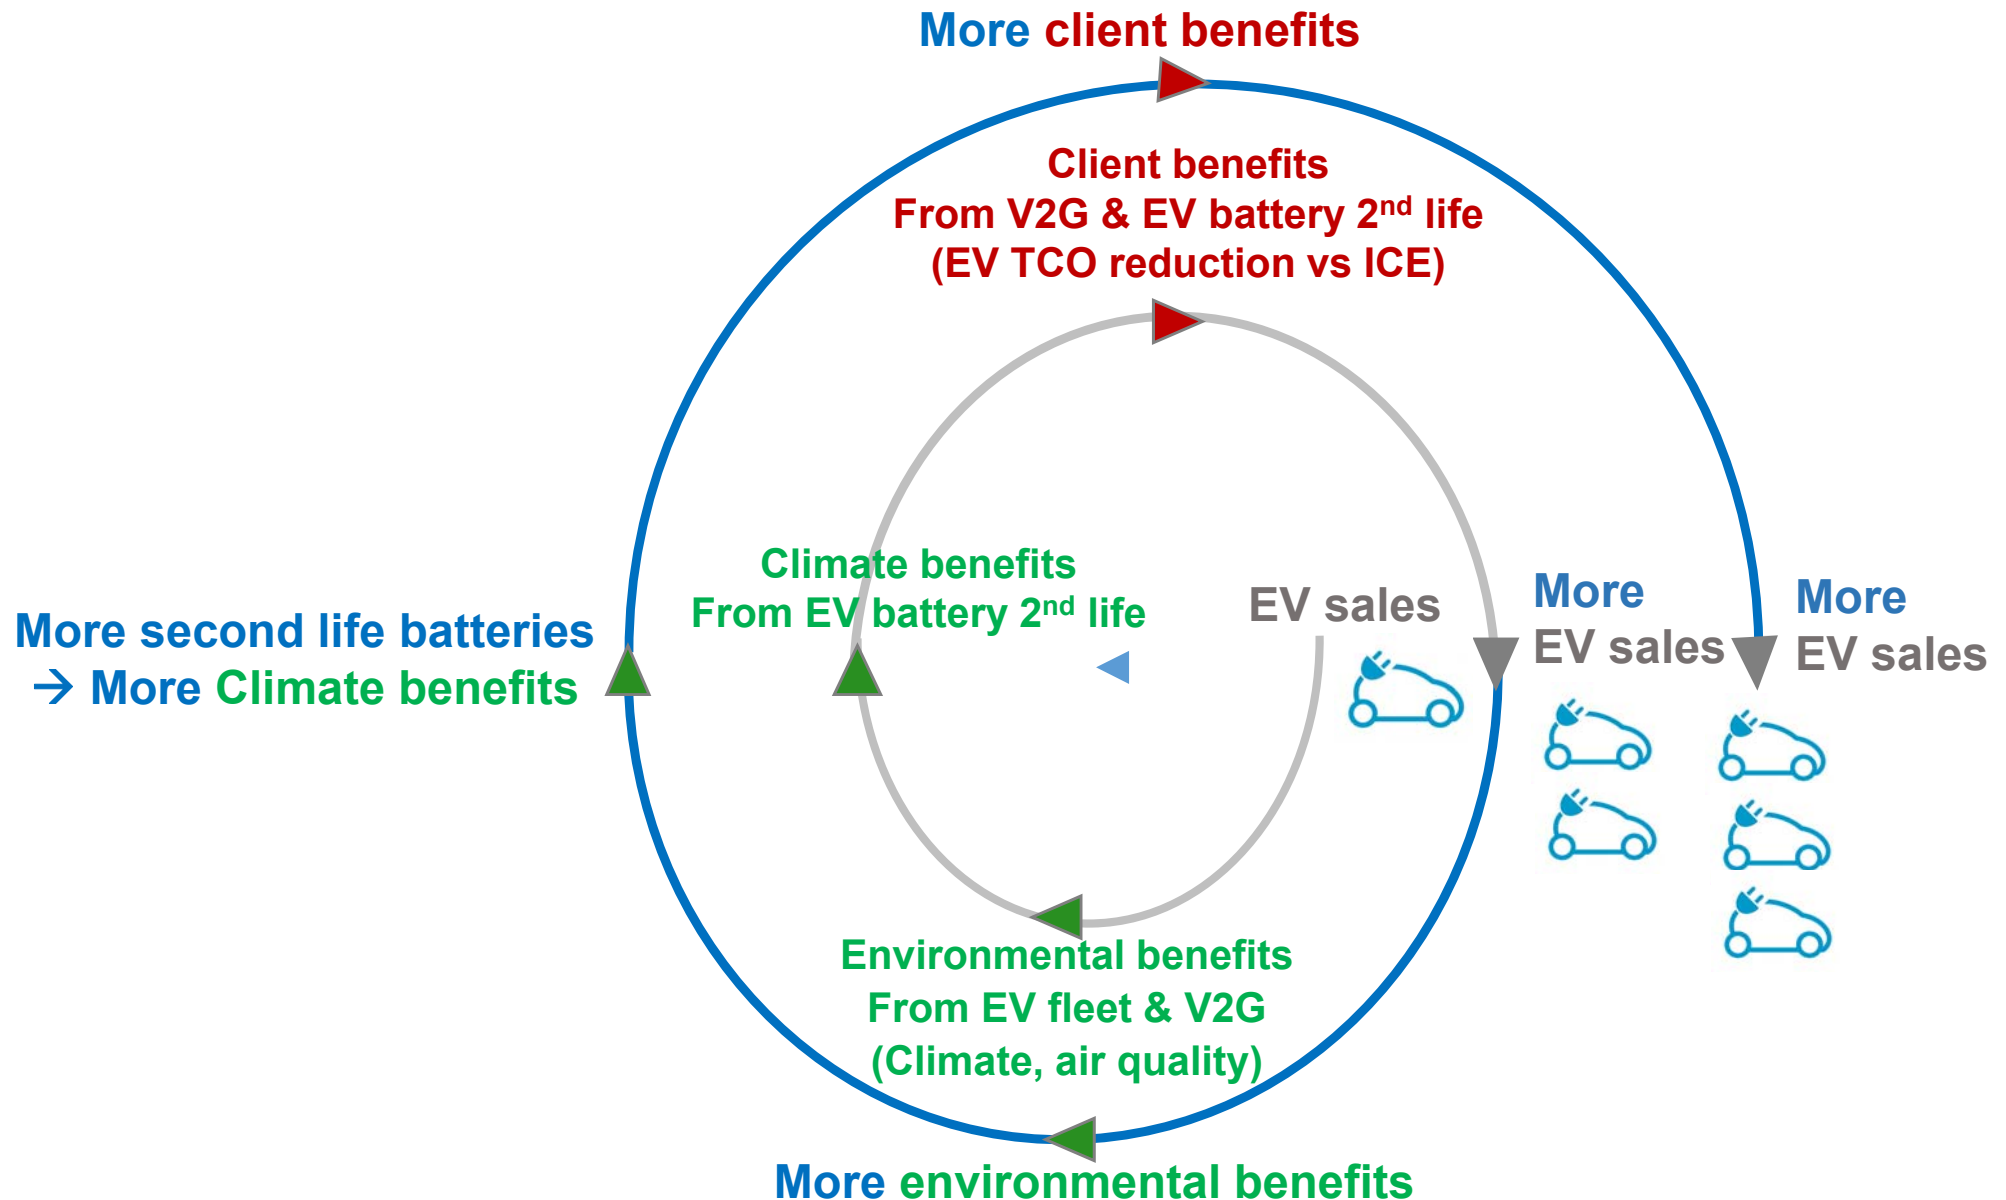 More client benefits
Client benefits
From V2G & EV battery 2nd life
(EV TCO reduction vs ICE)
Climate benefits
From EV battery 2nd life
EV sales
More
EV sales
More
EV sales
More second life batteries
→ More Climate benefits
Environmental benefits
From EV fleet & V2G
(Climate, air quality)
More environmental benefits